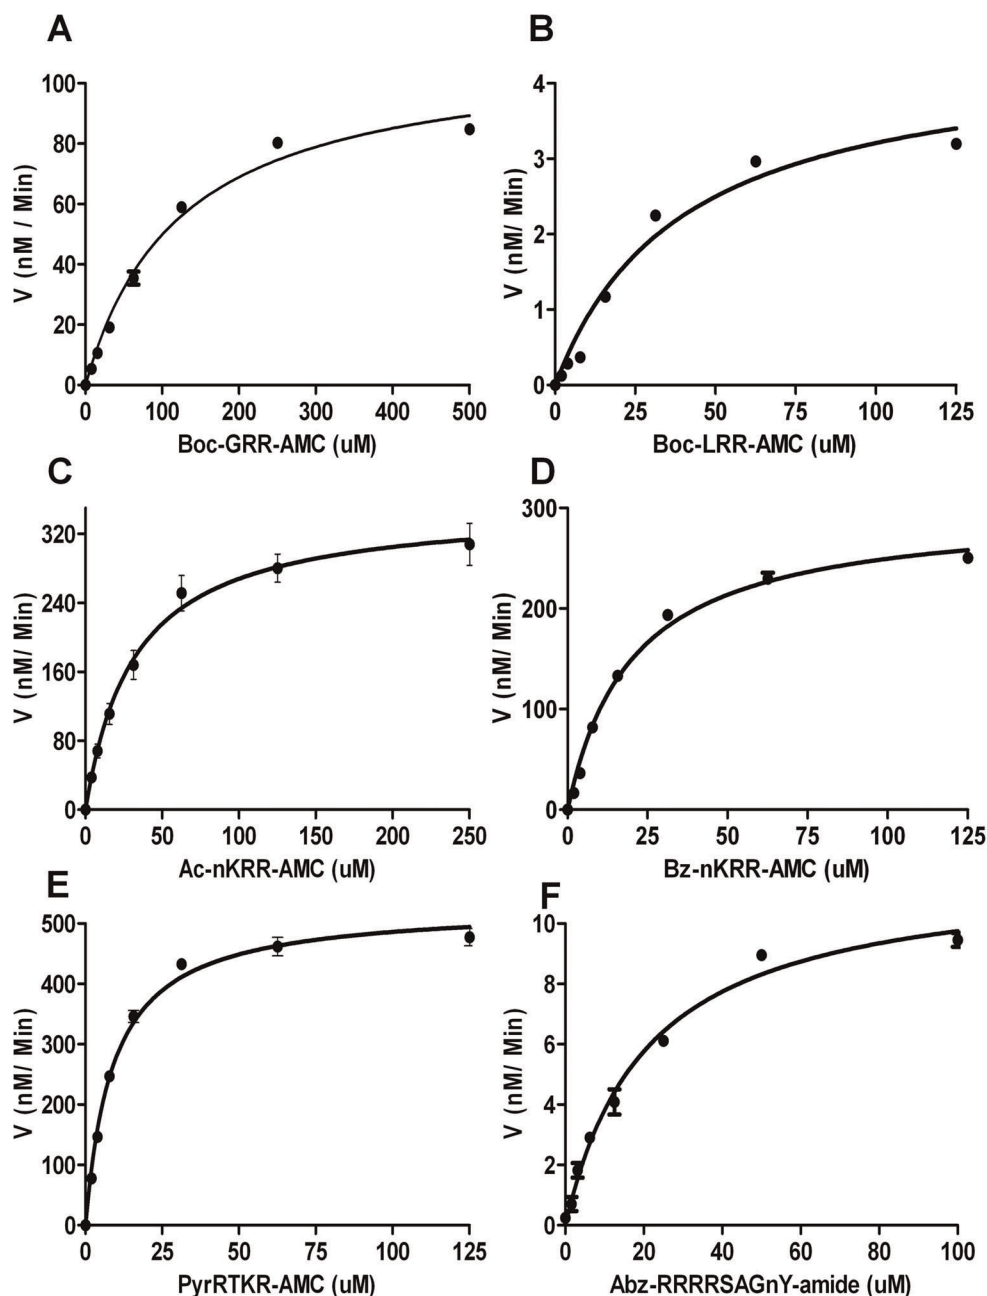 A
B
100
80
60
40
20
0
V (nM / Min)
0 100 200 300 400 500
Boc-GRR-AMC (uM)
4
3
2
1
0
V (nM/ Min)
0 25 50 75 100 125
Boc-LRR-AMC (uM)
C
D
320
240
160
80
0
V (nM/ Min)
0 50 100 150 200 250
Ac-nKRR-AMC (uM)
300
200
100
0
V (nM/ Min)
0 25 50 75 100 125
Bz-nKRR-AMC (uM)
E
F
500
400
300
200
100
0
V (nM/ Min)
0 25 50 75 100 125
PyrRTKR-AMC (uM)
10
8
6
4
2
0
V (nM/ Min)
0 20 40 60 80 100
Abz-RRRRSAGnY-amide (uM)